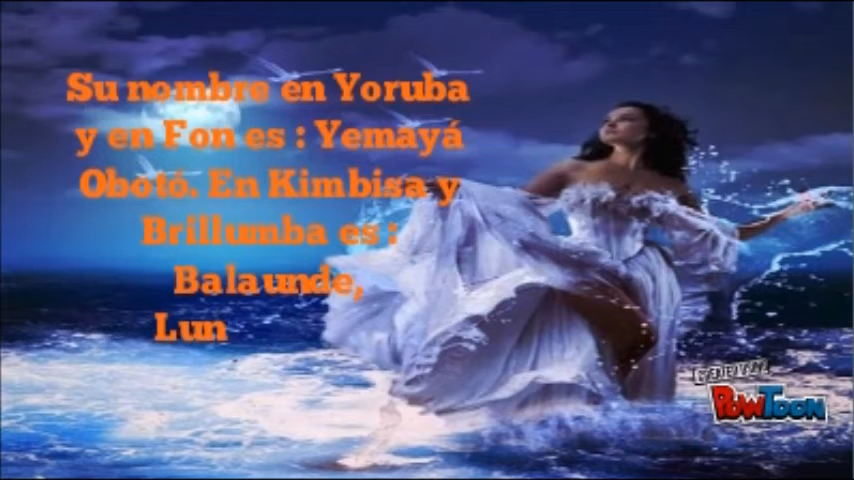 Su nombre en Yoruba
y en Fon es : Yemayá
Obotó. En Kimbisa y
Brillumba es :
Balaunde,
Lun
POWTOON